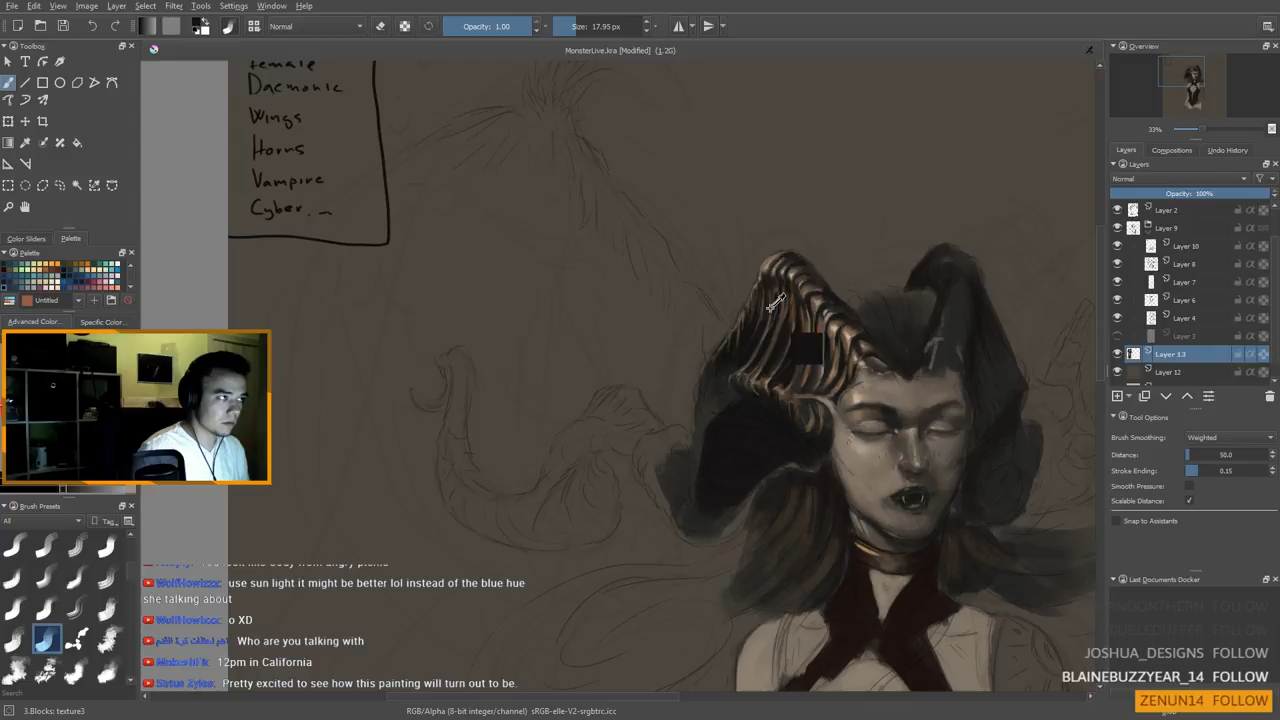 File Edit View Image Layer Select Filter Tools Settings Window Help
Normal
Opacity: 1.00
Size: 17.95 px
MonsterLive.kra [Modified] (1.2G)
Toolbox
Color Sliders Palette
Palette
Untitled
Advanced Color... Specific Color...
Brush Presets
All
Tag
Search
3.Blocks: texture3
female
Daemonic
Wings
Horns
Vampire
Cyber
use sun light it might be better lol instead of the blue hue
she talking about
o XD
Who are you talking with
12pm in California
Pretty excited to see how this painting will turn out to be.
RGB/Alpha (8-bit integer/channel) sRGB-elle-V2-srgbtrc.icc
Overview
33%
Layers Compositions Undo History
Layers
Normal
Opacity: 100%
Layer 2
Layer 9
Layer 10
Layer 8
Layer 7
Layer 6
Layer 4
Layer 3
Layer 13
Layer 12
Tool Options
Brush Smoothing: Weighted
Distance: 50.0
Stroke Ending: 0.15
Smooth Pressure:
Scalable Distance:
Snap to Assistants
Last Documents Docker
FOLLOW
FOLLOW
JOSHUA_DESIGNS FOLLOW
BLAINEBUZZYEAR_14 FOLLOW
ZENUN14 FOLLOW